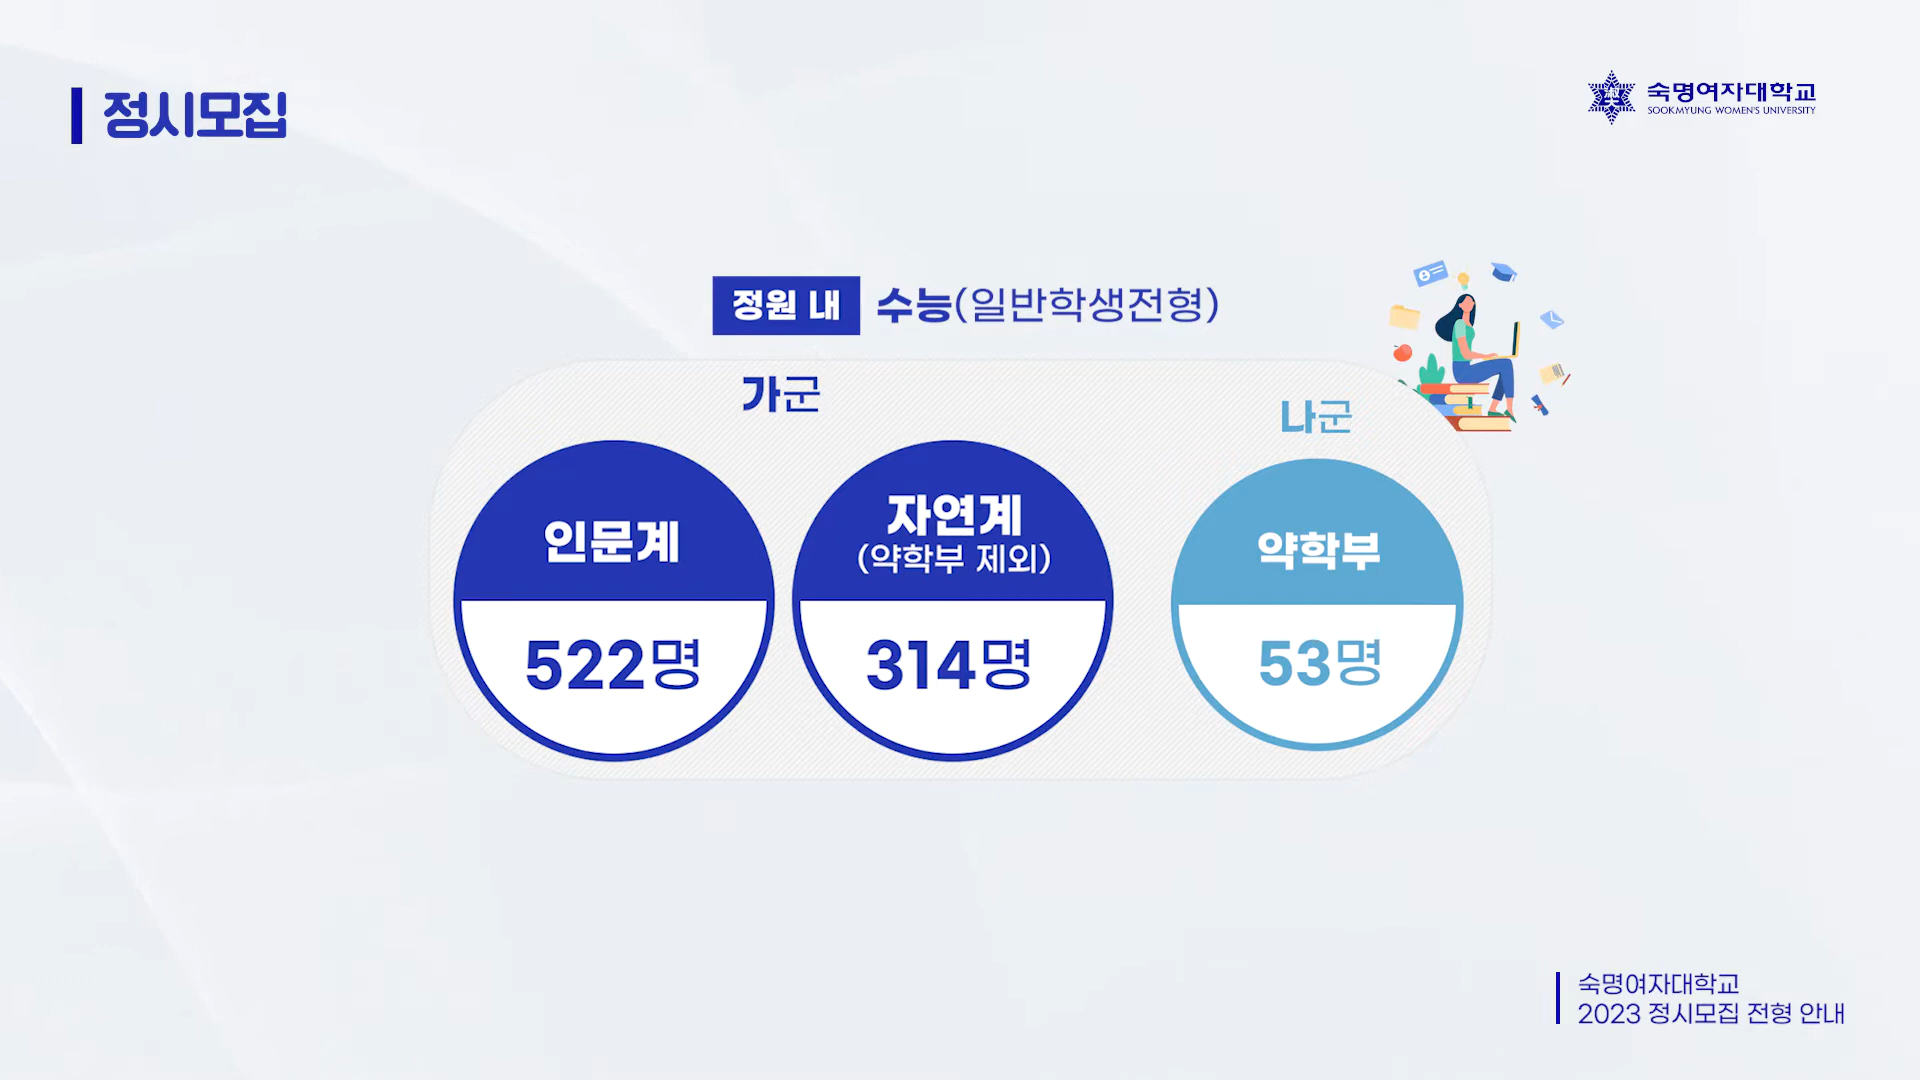 정시모집
숙명여자대학교
SOOKMYUNG WOMEN'S UNIVERSITY
정원 내 수능(일반학생전형)
가군
인문계
522명
자연계
(약학부 제외)
314명
나군
약학부
53명
숙명여자대학교
2023 정시모집 전형 안내